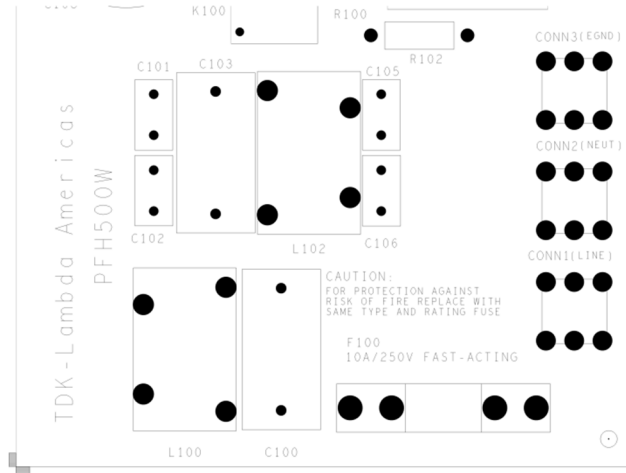 K100
R100
R102
CONN3(EGND)
C101
C103
C105
CONN2(NEUT)
TDK-Lambda Americas
PFH500W
C102
L102
C106
CONN1(LINE)
CAUTION:
FOR PROTECTION AGAINST
RISK OF FIRE REPLACE WITH
SAME TYPE AND RATING FUSE
F100
10A/250V FAST-ACTING
L100
C100